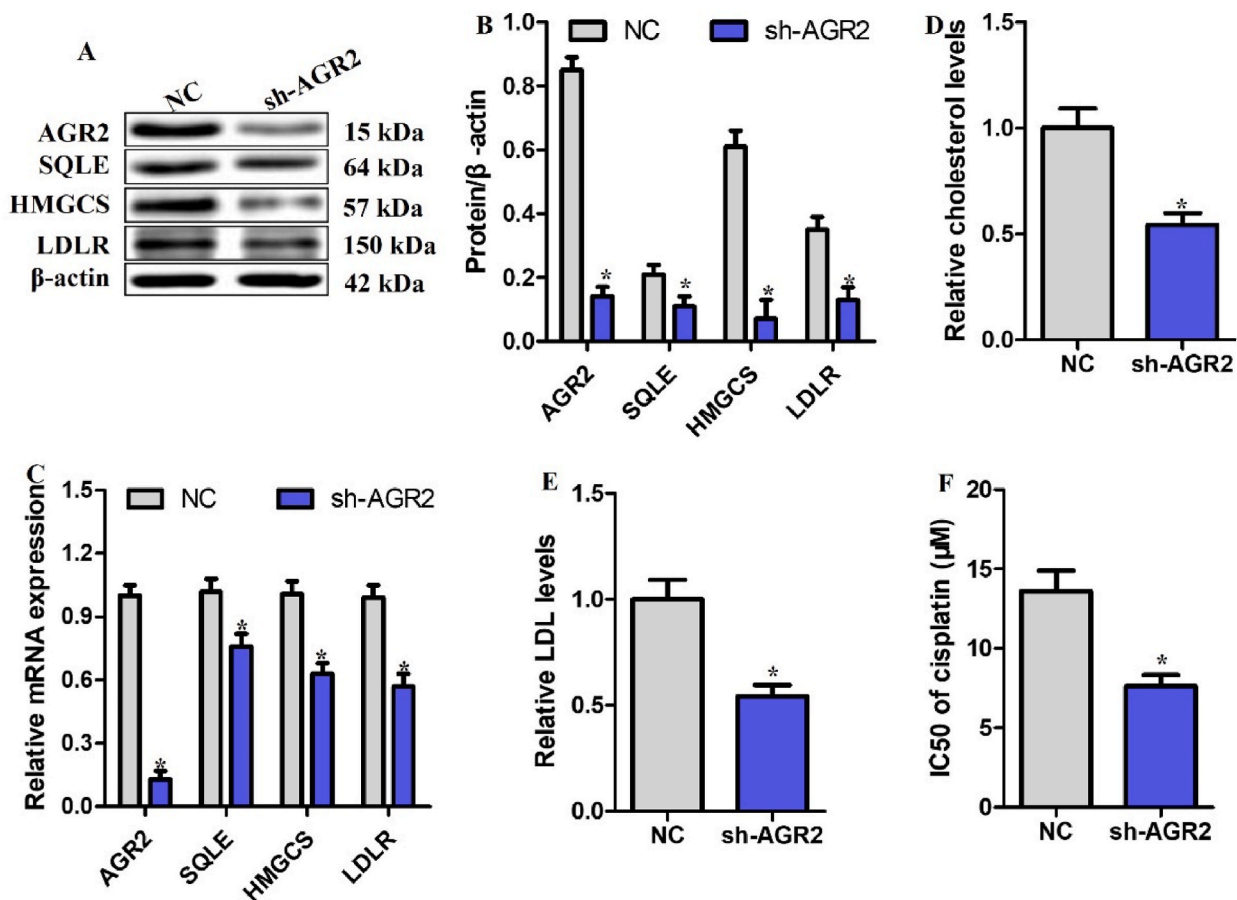 A
NC sh-AGR2
AGR2 15 kDa
SQLE 64 kDa
HMGCS 57 kDa
LDLR 150 kDa
β-actin 42 kDa
B
NC sh-AGR2
Protein/β -actin
1.0
0.8
0.6
0.4
0.2
0.0
* * * *
AGR2 SQLE HMGCS LDLR
D
Relative cholesterol levels
1.5
1.0
0.5
0.0
*
NC sh-AGR2
C
NC sh-AGR2
Relative mRNA expression
1.5
1.2
0.9
0.6
0.3
0.0
* * * *
AGR2 SQLE HMGCS LDLR
E
Relative LDL levels
1.5
1.0
0.5
0.0
*
NC sh-AGR2
F
IC50 of cisplatin (μM)
20
15
10
5
0
*
NC sh-AGR2